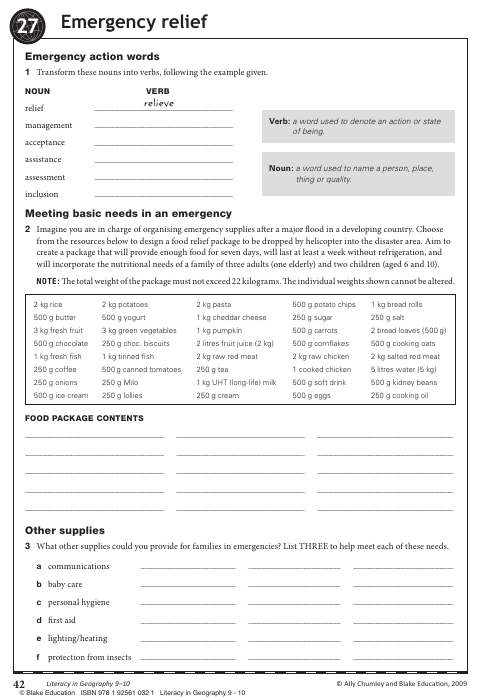 27
Emergency relief
Emergency action words
1 Transform these nouns into verbs, following the example given.
NOUN VERB
relief relieve
management
acceptance
assistance
assessment
inclusion
Verb: a word used to denote an action or state
of being.
Noun: a word used to name a person, place,
thing or quality.
Meeting basic needs in an emergency
2 Imagine you are in charge of organising emergency supplies after a major flood in a developing country. Choose
from the resources below to design a food relief package to be dropped by helicopter into the disaster area. Aim to
create a package that will provide enough food for seven days, will last at least a week without refrigeration, and
will incorporate the nutritional needs of a family of three adults (one elderly) and two children (aged 6 and 10).
NOTE: The total weight of the package must not exceed 22 kilograms. The individual weights shown cannot be altered.
2 kg rice 2 kg potatoes 2 kg pasta 500 g potato chips 1 kg bread rolls
500 g butter 500 g yogurt 1 kg cheddar cheese 250 g sugar 250 g salt
3 kg fresh fruit 3 kg green vegetables 1 kg pumpkin 500 g carrots 2 bread loaves (500 g)
500 g chocolate 250 g choc. biscuits 2 litres fruit juice (2 kg) 500 g cornflakes 500 g cooking oats
1 kg fresh fish 1 kg tinned fish 2 kg raw red meat 2 kg raw chicken 2 kg salted red meat
250 g coffee 500 g canned tomatoes 250 g tea 1 cooked chicken 5 litres water (5 kg)
250 g onions 250 g Milo 1 kg UHT (long-life) milk 500 g soft drink 500 g kidney beans
500 g ice cream 250 g lollies 250 g cream 500 g eggs 250 g cooking oil
FOOD PACKAGE CONTENTS
Other supplies
3 What other supplies could you provide for families in emergencies? List THREE to help meet each of these needs.
a communications
b baby care
c personal hygiene
d first aid
e lighting/heating
f protection from insects
42 Literacy in Geography 9–10 © Ally Chumley and Blake Education, 2009
© Blake Education ISBN 978 1 92561 032 1 Literacy in Geography 9 - 10